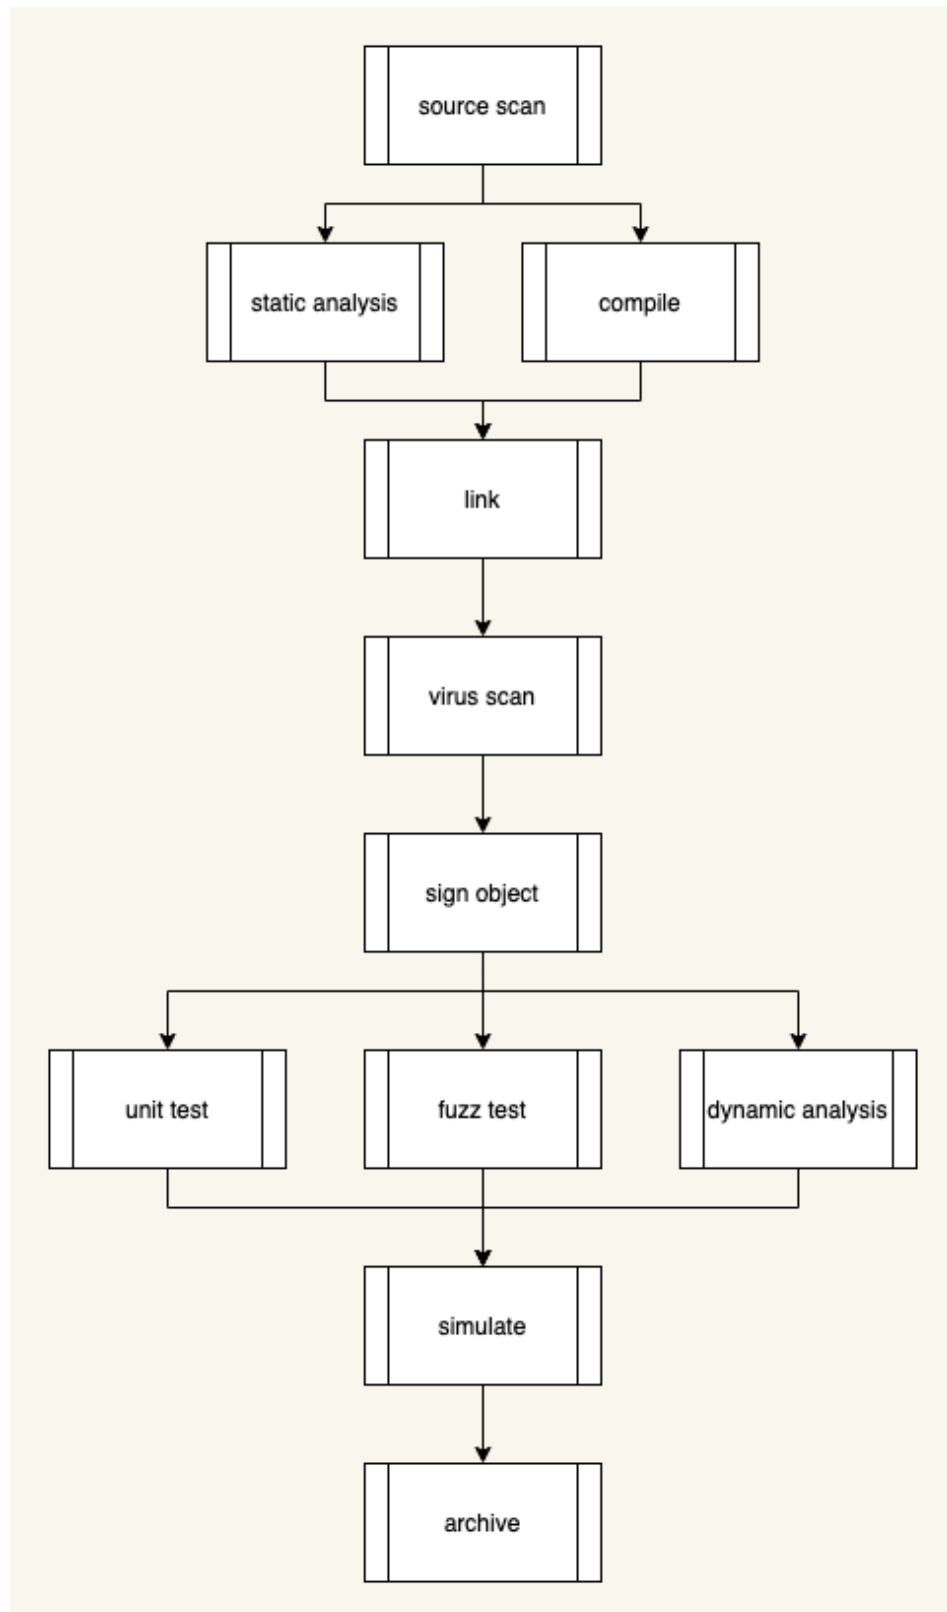 source scan
static analysis
compile
link
virus scan
sign object
unit test
fuzz test
dynamic analysis
simulate
archive